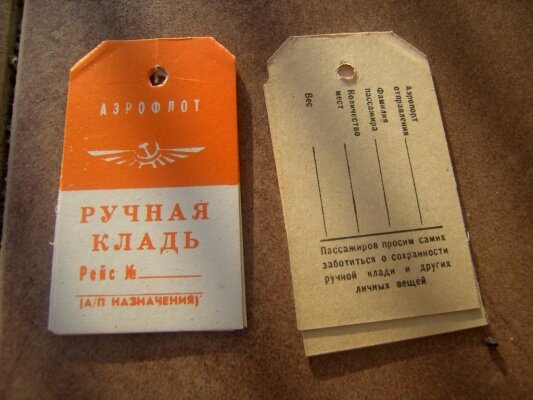 АЭРОФЛОТ
РУЧНАЯ
КЛАДЬ
Рейс №
(А/П НАЗНАЧЕНИЯ)
Аэропорт
отправления
Фамилия
пассажира
Количество
мест
Вес
Пассажиров просим самих
заботиться о сохранности
ручной клади и других
личных вещей